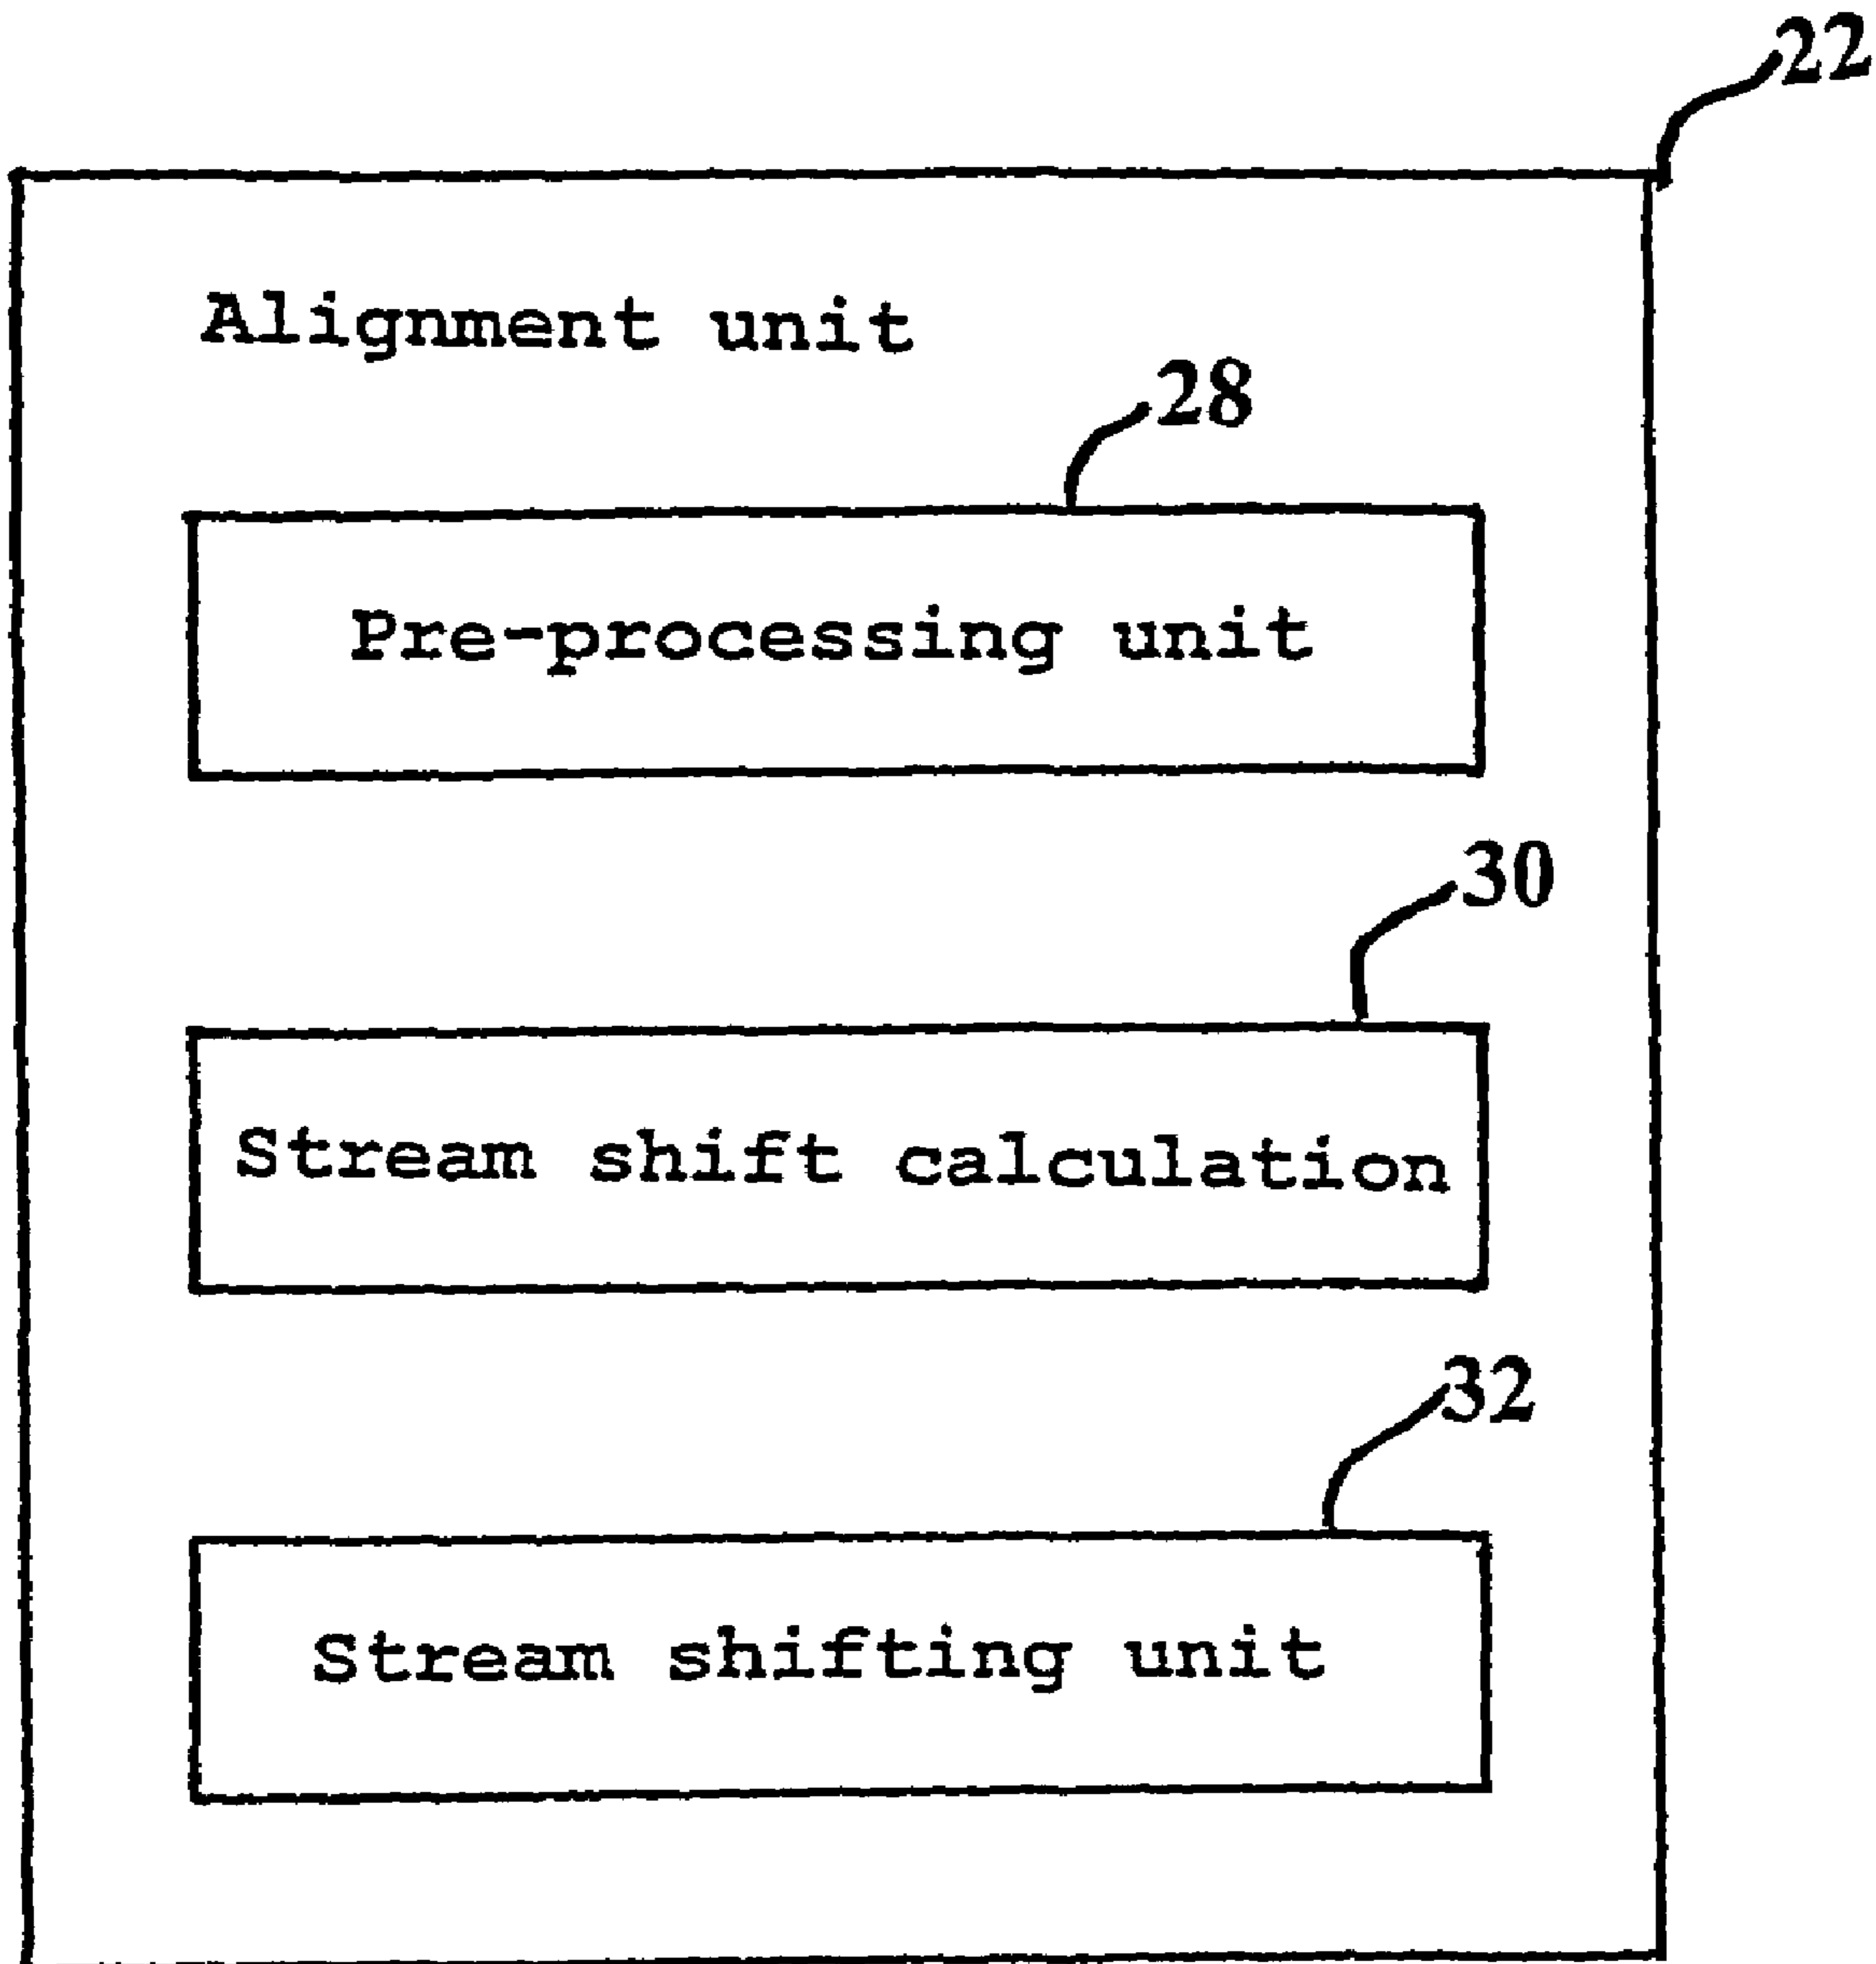 22
Alignment unit
28
Pre-processing unit
30
Stream shift calculation
32
Stream shifting unit